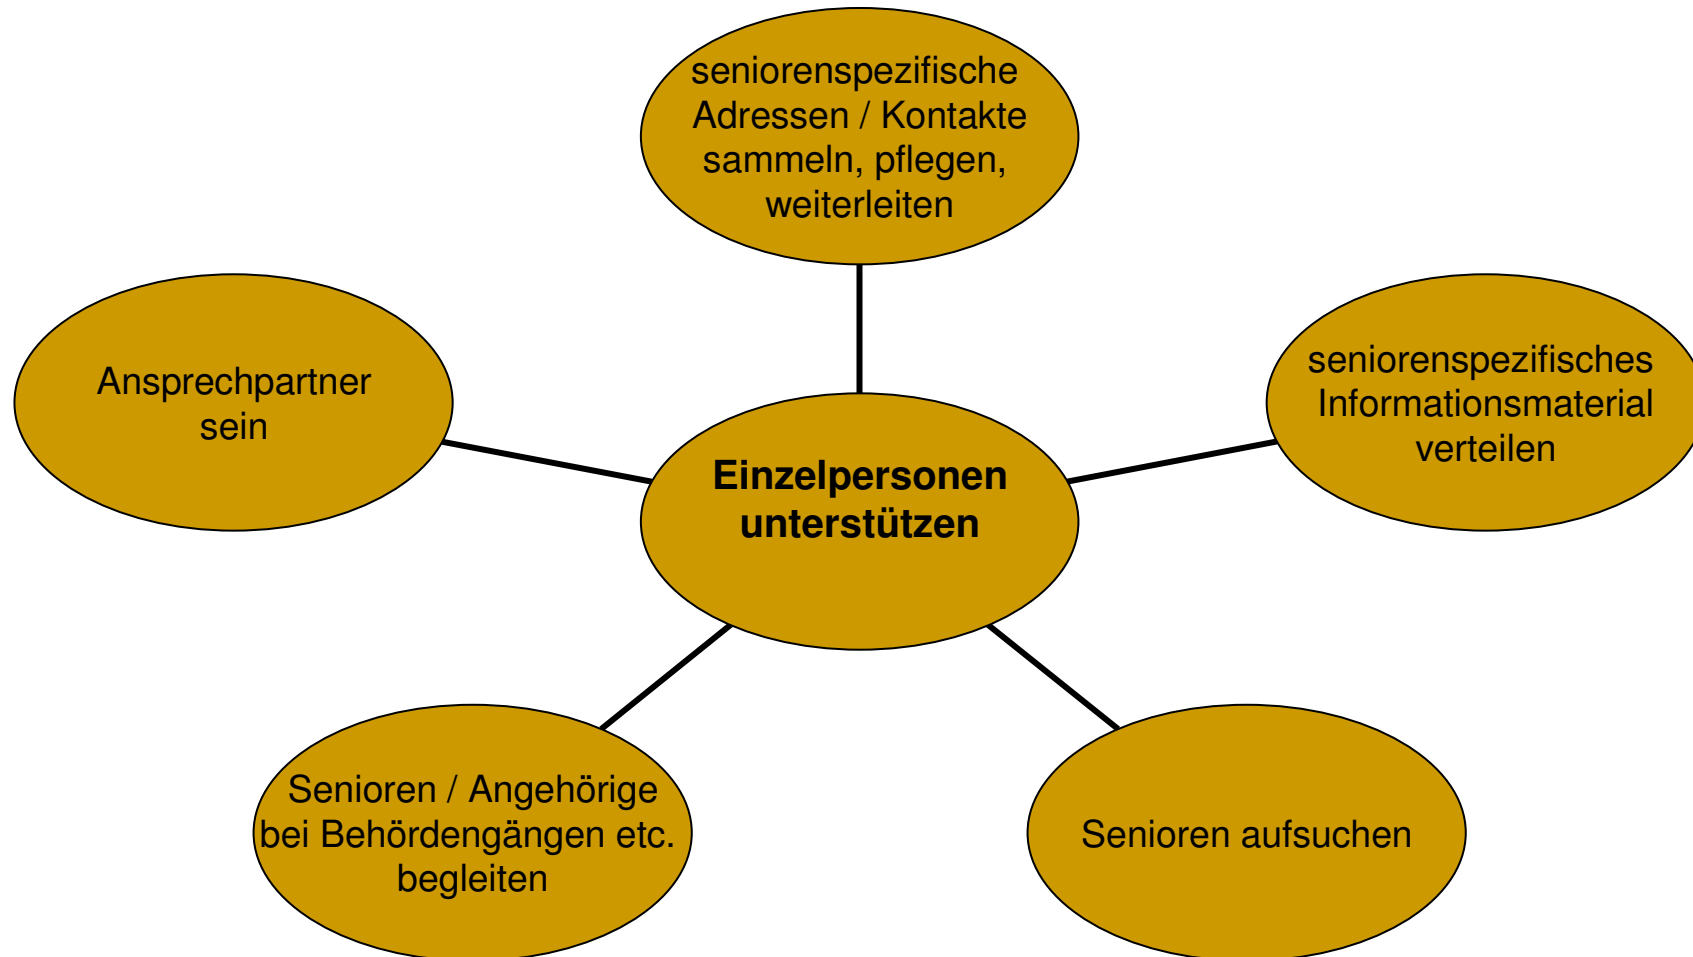 seniorenspezifische
Adressen / Kontakte
sammeln, pflegen,
weiterleiten
Ansprechpartner
sein
seniorenspezifisches
Informationsmaterial
verteilen
Einzelpersonen
unterstützen
Senioren / Angehörige
bei Behördengängen etc.
begleiten
Senioren aufsuchen